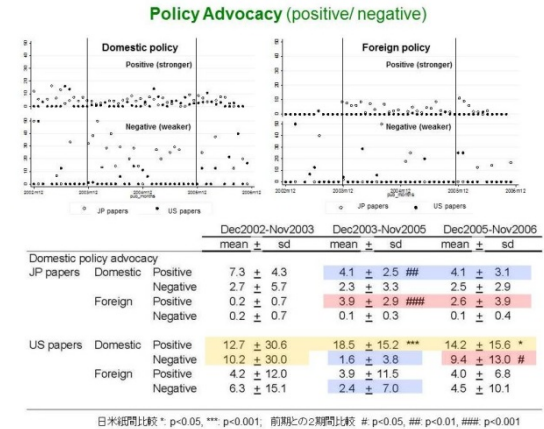 Policy Advocacy (positive/ negative)
Domestic policy
Positive (stronger)
Negative (weaker)
JP papers US papers
Foreign policy
Positive (stronger)
Negative (weaker)
JP papers US papers
Dec2002-Nov2003 Dec2003-Nov2005 Dec2005-Nov2006
mean ± sd mean ± sd mean ± sd
Domestic policy advocacy
JP papers Domestic Positive 7.3 ± 4.3 4.1 ± 2.5 ## 4.1 ± 3.1
Negative 2.7 ± 5.7 2.3 ± 3.3 2.5 ± 2.9
Foreign Positive 0.2 ± 0.7 3.9 ± 2.9 ### 2.6 ± 3.9
Negative 0.2 ± 0.7 0.1 ± 0.3 0.1 ± 0.4
US papers Domestic Positive 12.7 ± 30.6 18.5 ± 15.2 *** 14.2 ± 15.6 *
Negative 10.2 ± 30.0 1.6 ± 3.8 9.4 ± 13.0 #
Foreign Positive 4.2 ± 12.0 3.9 ± 11.5 4.0 ± 6.8
Negative 6.3 ± 15.1 2.4 ± 7.0 4.5 ± 10.1
日米紙間比較 *: p<0.05, ***: p<0.001; 前期との2期間比較 #: p<0.05, ##: p<0.01, ###: p<0.001